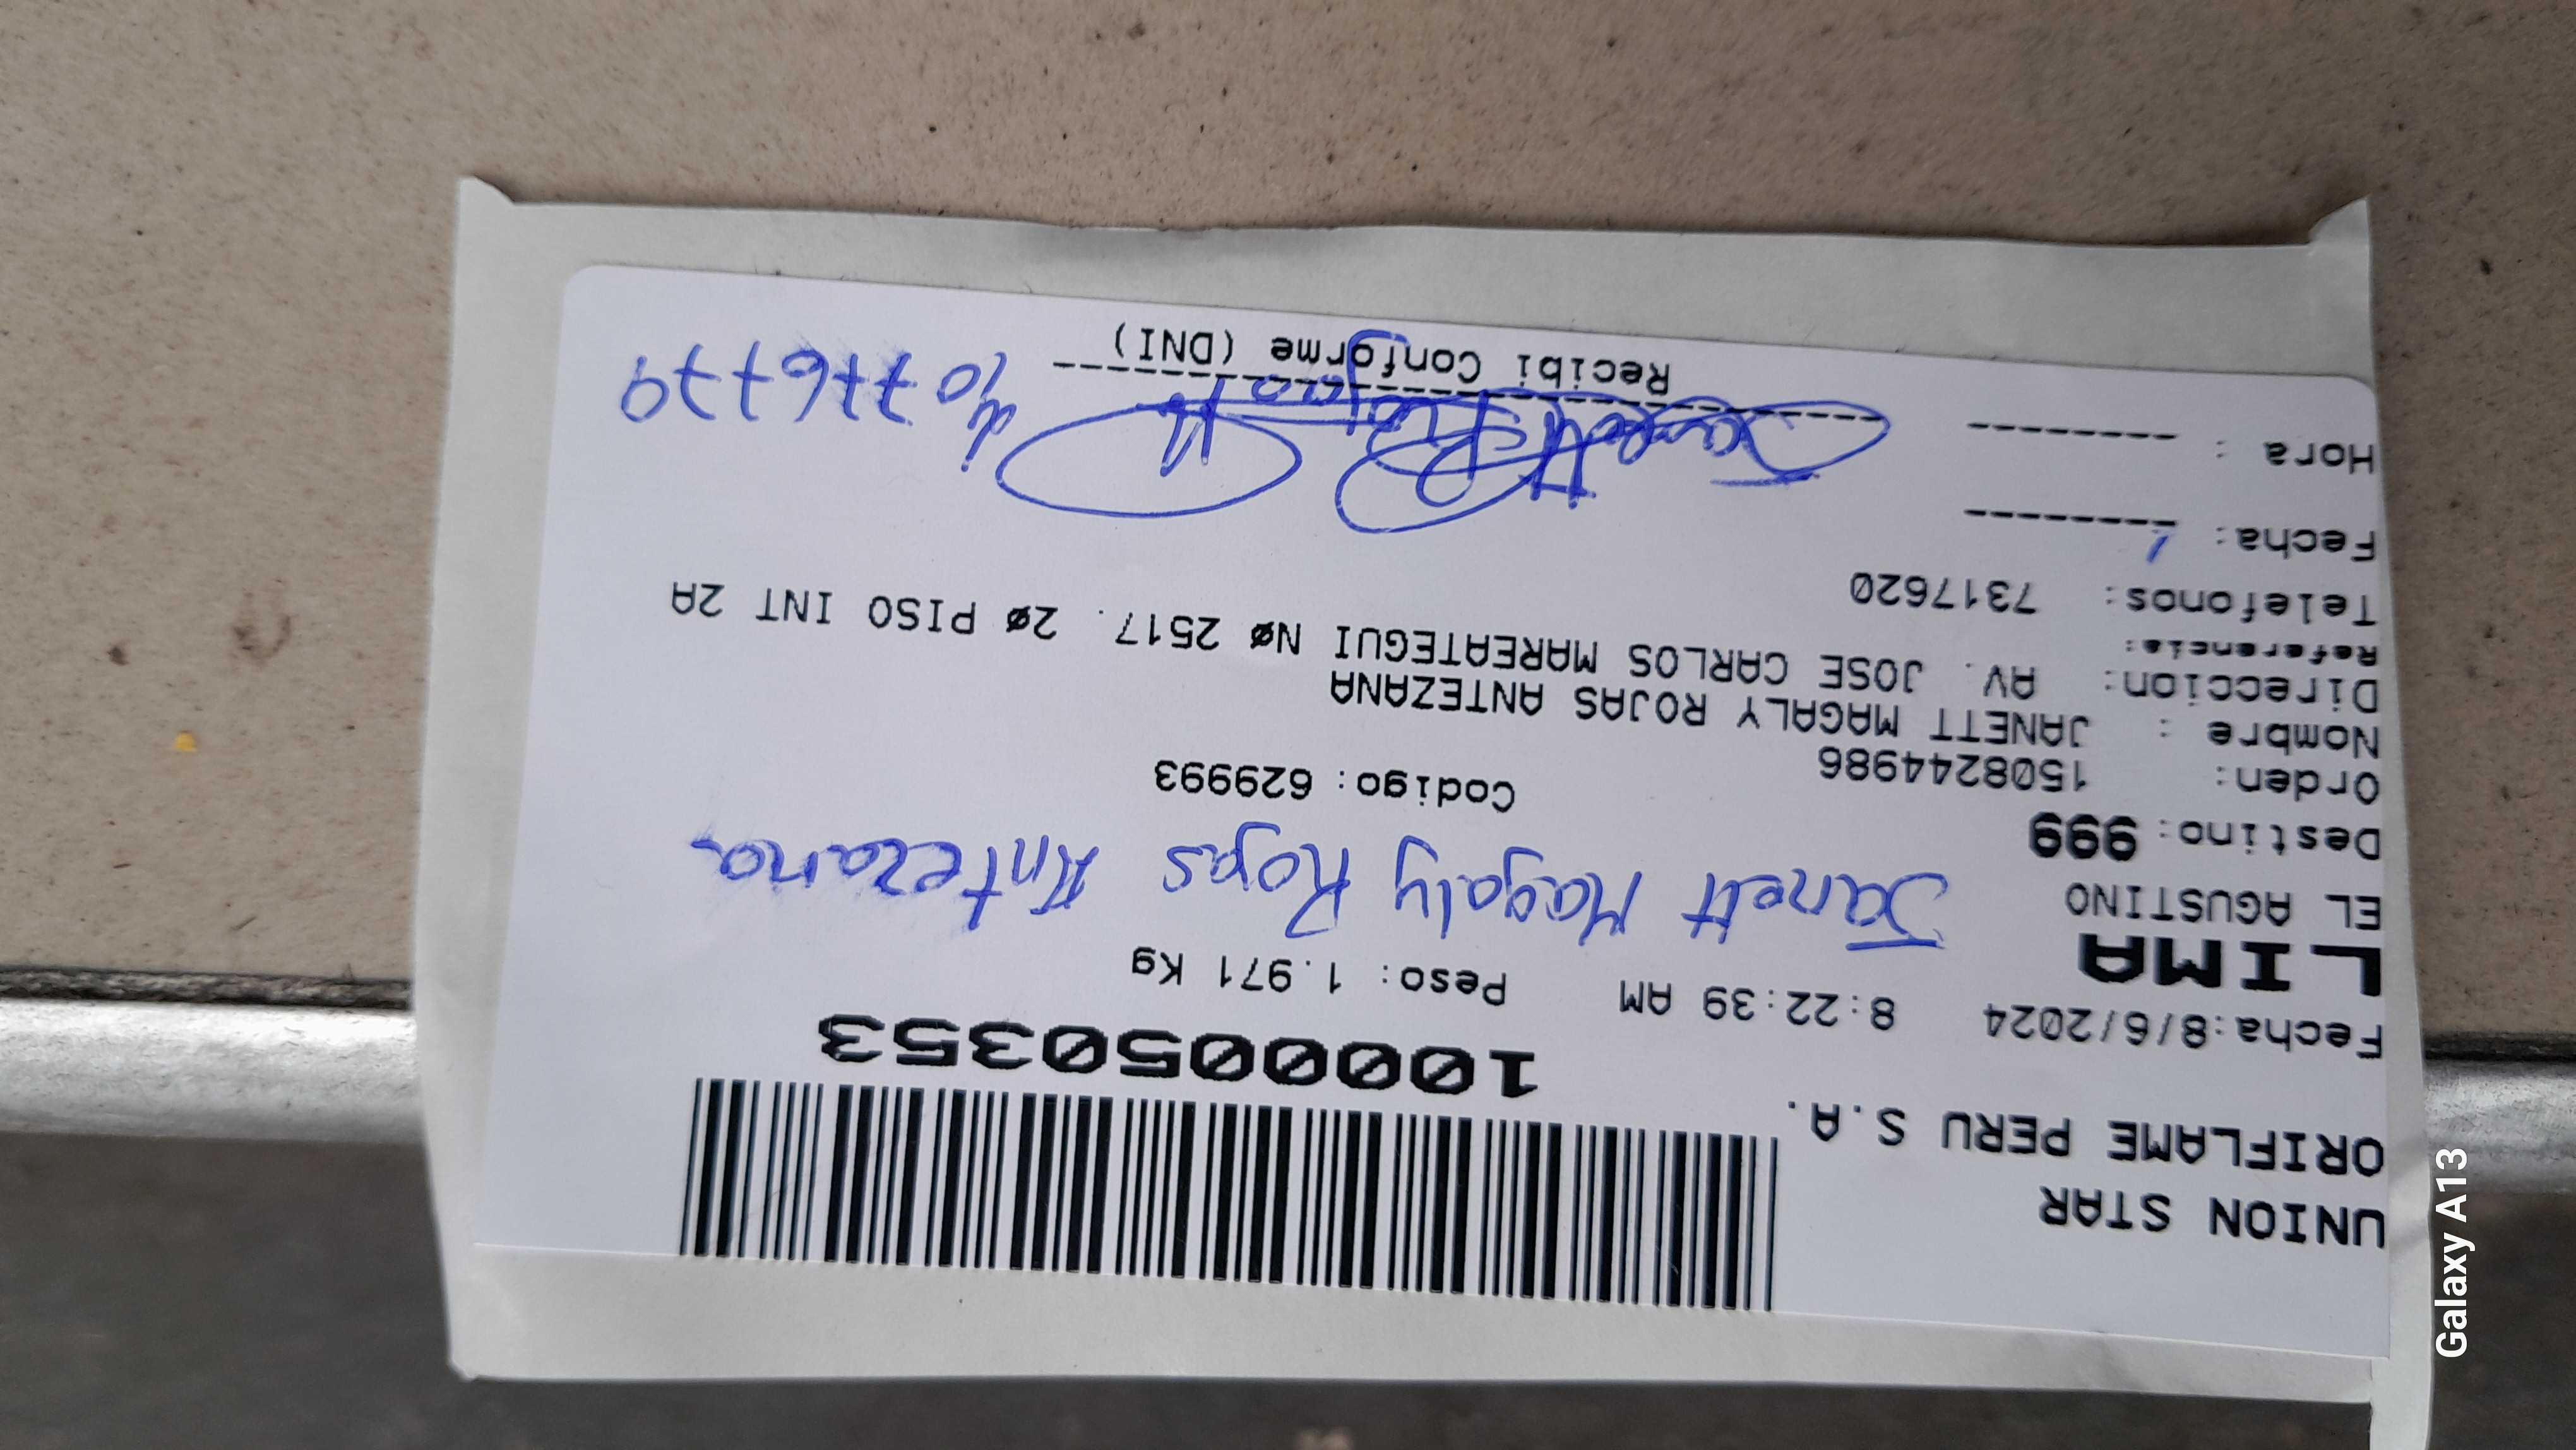 UNION STAR
ORIFLAME PERU S.A.
1000050353
Fecha:8/6/2024 8:22:39 AM Peso: 1.971 Kg
LIMA
EL AGUSTINO
Janett Magaly Rojas Antezana
Destino: 999
Orden: 1508244986 Codigo: 629993
Nombre : JANETT MAGALY ROJAS ANTEZANA
Direccion: AV. JOSE CARLOS MAREATEGUI Nø 2517. 2ø PISO INT 2A
Referencia:
Telefonos: 7317620
Fecha:
Hora :
10776779
Recibi Conforme (DNI)
Galaxy A13